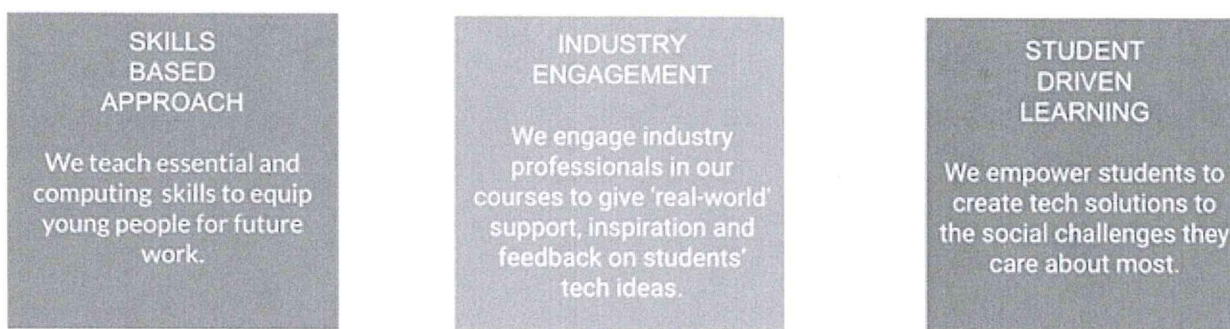 SKILLS
BASED
APPROACH
We teach essential and
computing skills to equip
young people for future
work.
INDUSTRY
ENGAGEMENT
We engage industry
professionals in our
courses to give 'real-world'
support, inspiration and
feedback on students'
tech ideas.
STUDENT
DRIVEN
LEARNING
We empower students to
create tech solutions to
the social challenges they
care about most.